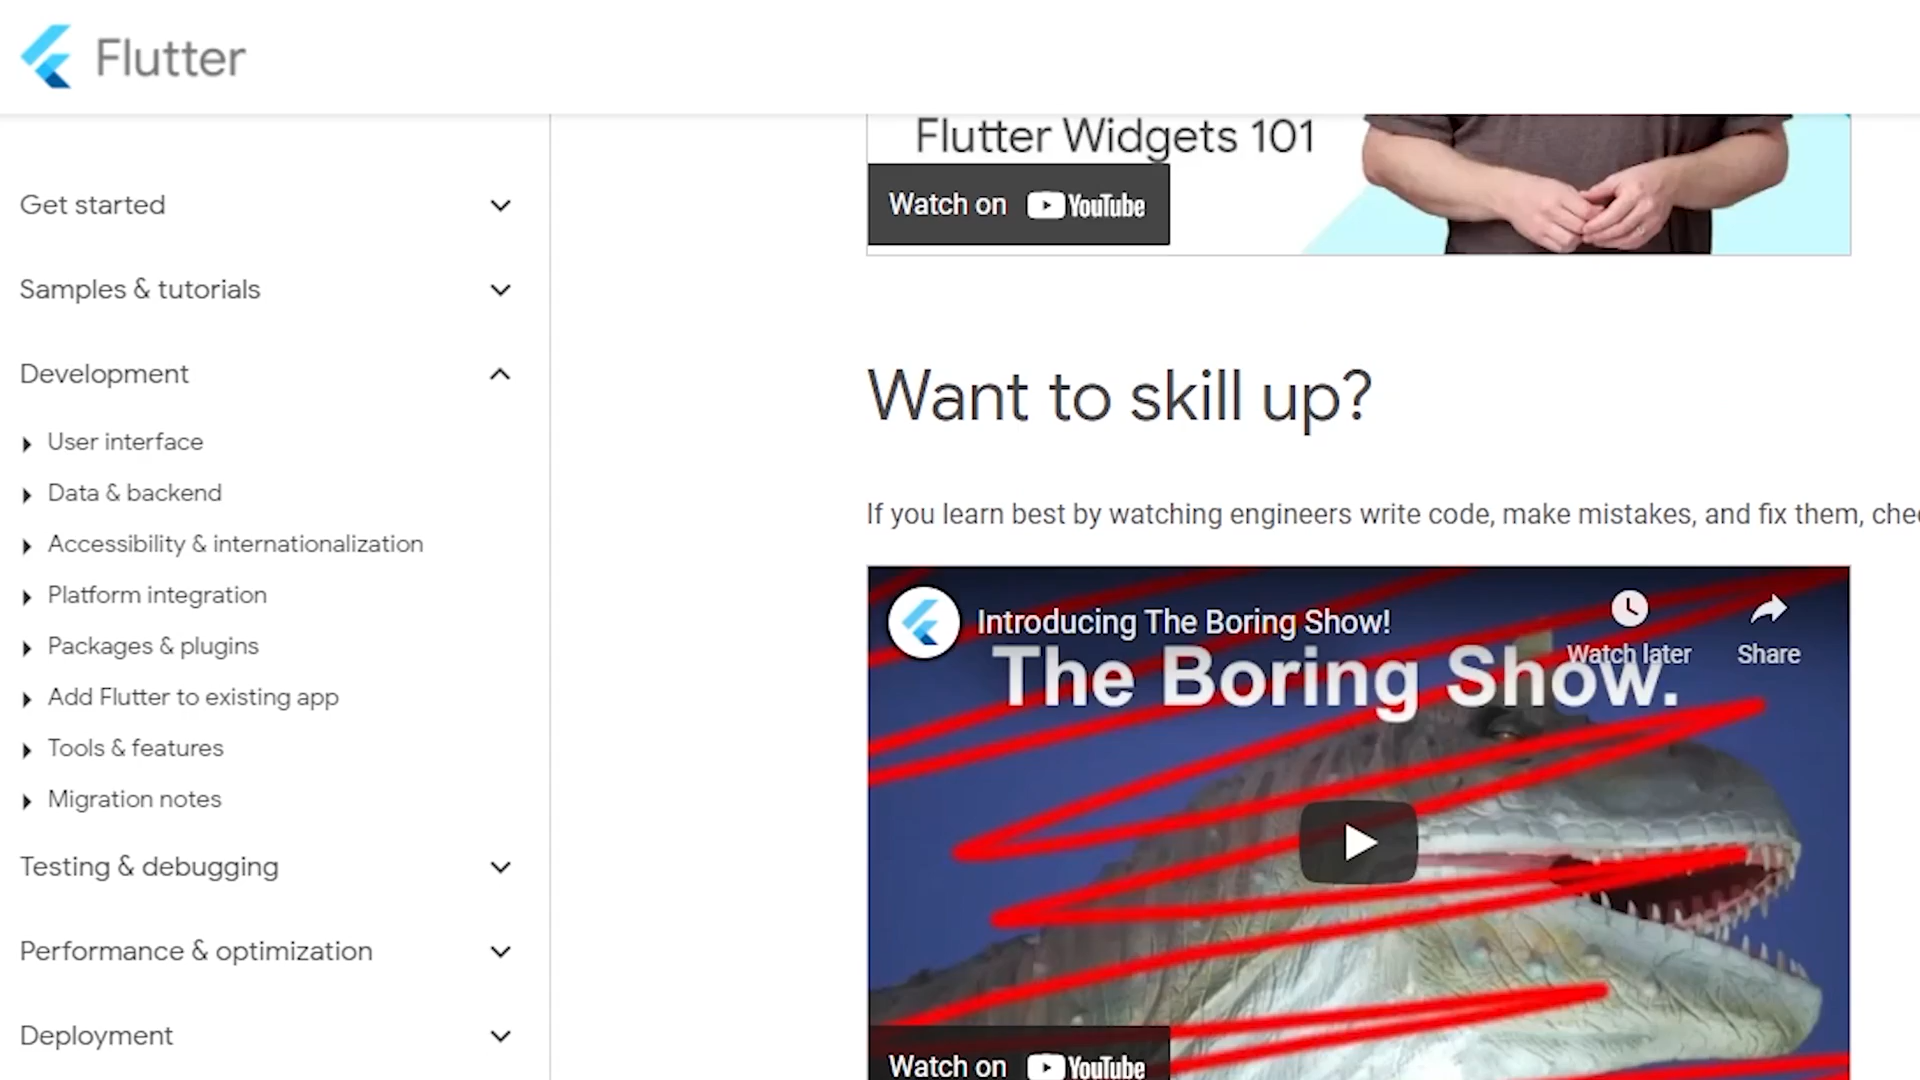 Flutter
Get started
Samples & tutorials
Development
User interface
Data & backend
Accessibility & internationalization
Platform integration
Packages & plugins
Add Flutter to existing app
Tools & features
Migration notes
Testing & debugging
Performance & optimization
Deployment
Flutter Widgets 101
Watch on YouTube
Want to skill up?
If you learn best by watching engineers write code, make mistakes, and fix them,
Introducing The Boring Show!
Watch later
Share
The Boring Show.
Watch on YouTube